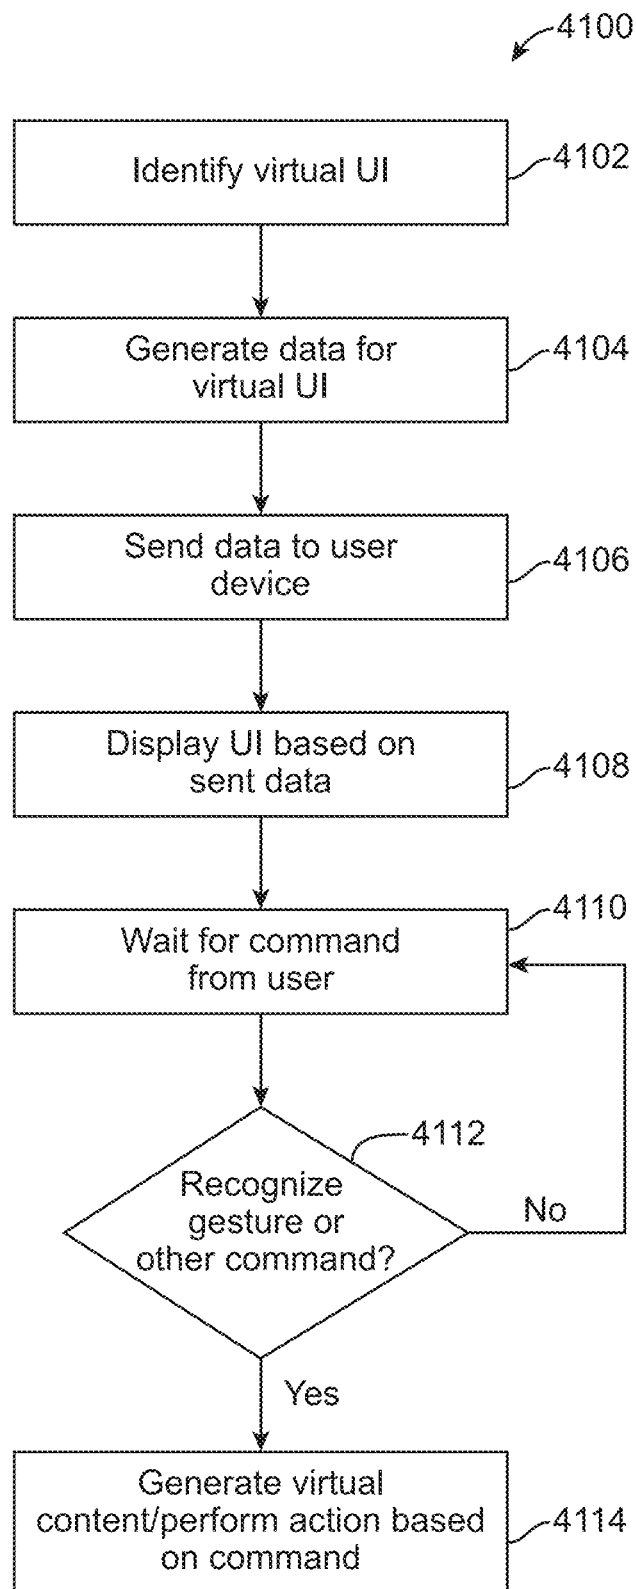 4100
Identify virtual UI
4102
Generate data for
virtual UI
4104
Send data to user
device
4106
Display UI based on
sent data
4108
Wait for command
from user
4110
Recognize
gesture or
other command?
4112
No
Yes
Generate virtual
content/perform action based
on command
4114